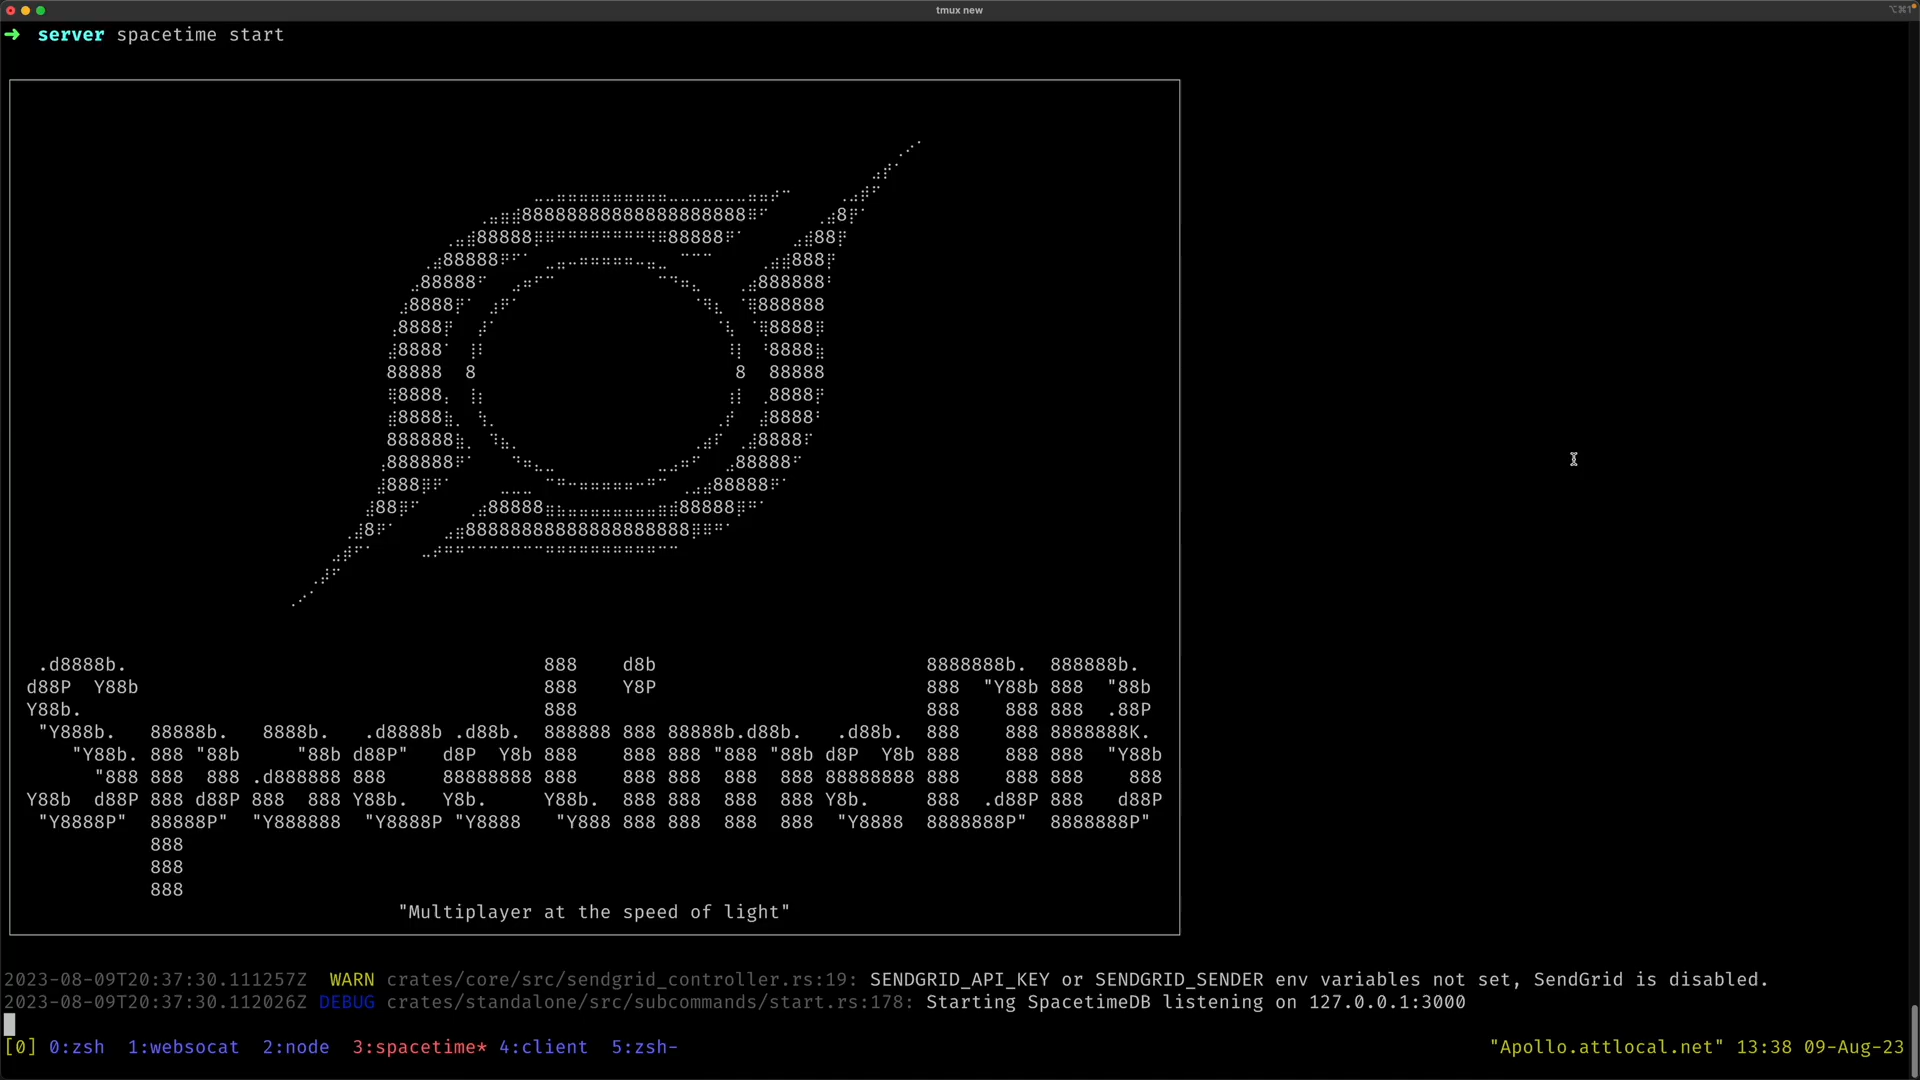 tmux new
➜ server spacetime start
SpacetimeDB
"Multiplayer at the speed of light"
2023-08-09T20:37:30.111257Z  WARN crates/core/src/sendgrid_controller.rs:19: SENDGRID_API_KEY or SENDGRID_SENDER env variables not set, SendGrid is disabled.
2023-08-09T20:37:30.112026Z DEBUG crates/standalone/src/subcommands/start.rs:178: Starting SpacetimeDB listening on 127.0.0.1:3000
[0] 0:zsh  1:websocat  2:node  3:spacetime* 4:client  5:zsh- "Apollo.attlocal.net" 13:38 09-Aug-23